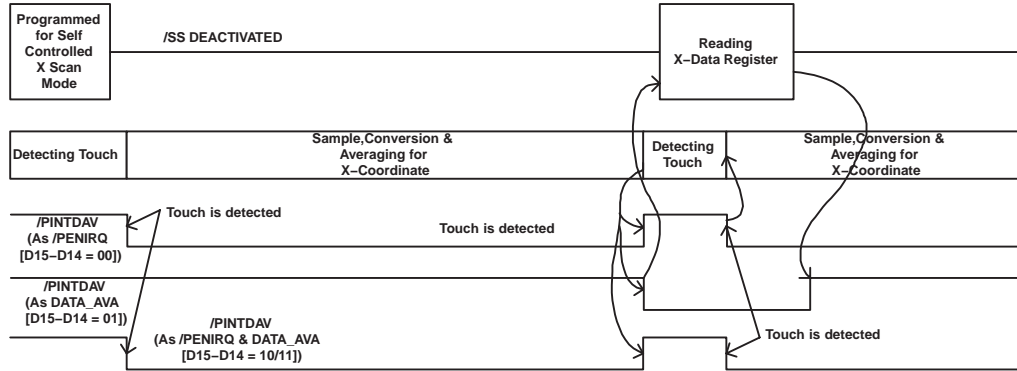 Programmed
for Self
Controlled
X Scan
Mode
/SS DEACTIVATED
Reading
X−Data Register
Detecting Touch
Sample,Conversion &
Averaging for
X−Coordinate
Detecting
Touch
Sample,Conversion &
Averaging for
X−Coordinate
/PINTDAV
(As /PENIRQ
[D15−D14 = 00])
Touch is detected
Touch is detected
/PINTDAV
(As DATA_AVA
[D15−D14 = 01])
/PINTDAV
(As /PENIRQ & DATA_AVA
[D15−D14 = 10/11])
Touch is detected